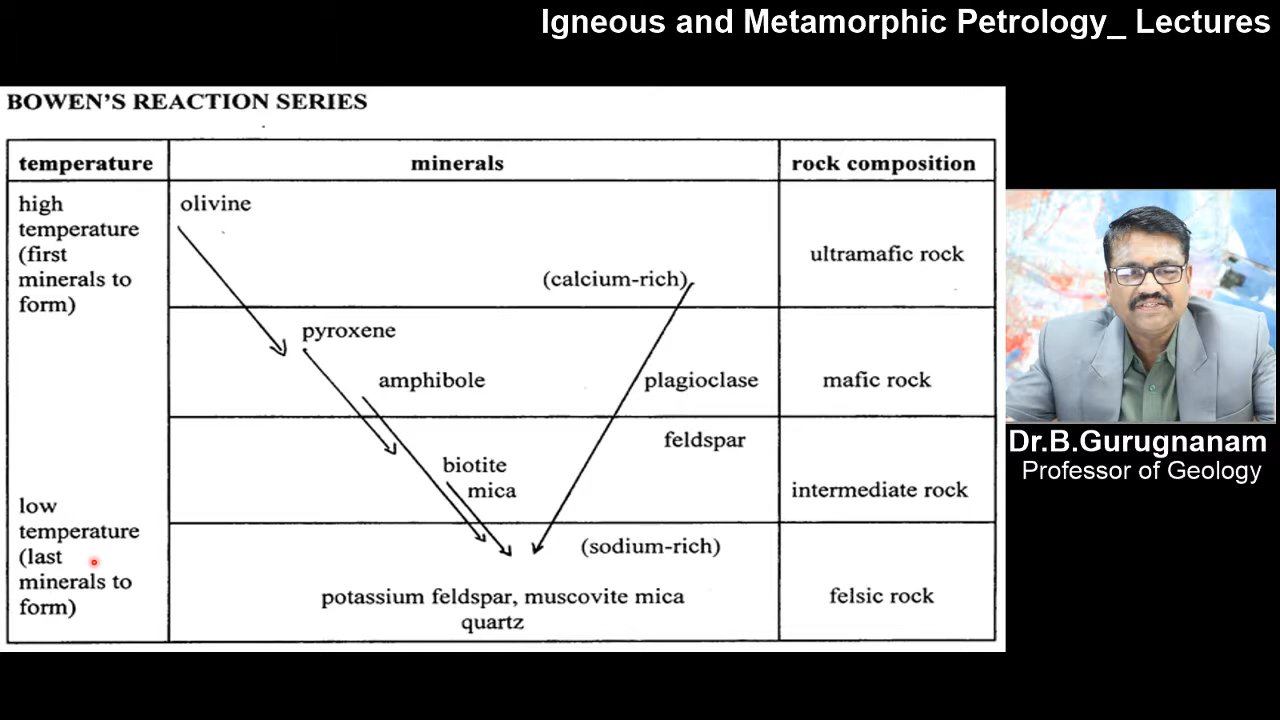 Igneous and Metamorphic Petrology_ Lectures
BOWEN'S REACTION SERIES
temperature
minerals
rock composition
high
temperature
(first
minerals to
form)
olivine
(calcium-rich)
ultramafic rock
pyroxene
amphibole
plagioclase
mafic rock
feldspar
biotite
mica
intermediate rock
low
temperature
(last
minerals to
form)
(sodium-rich)
potassium feldspar, muscovite mica
quartz
felsic rock
Dr.B.Gurugnanam
Professor of Geology